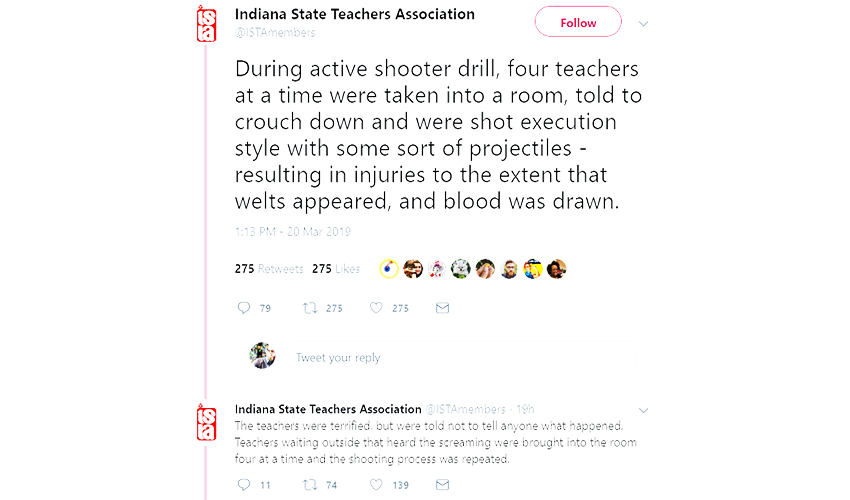 ista
Indiana State Teachers Association
@ISTAmembers
Follow
During active shooter drill, four teachers
at a time were taken into a room, told to
crouch down and were shot execution
style with some sort of projectiles -
resulting in injuries to the extent that
welts appeared, and blood was drawn.
1:13 PM - 20 Mar 2019
275 Retweets 275 Likes
79 275 275
Tweet your reply
ista
Indiana State Teachers Association @ISTAmembers · 19h
The teachers were terrified, but were told not to tell anyone what happened.
Teachers waiting outside that heard the screaming were brought into the room
four at a time and the shooting process was repeated.
11 74 139